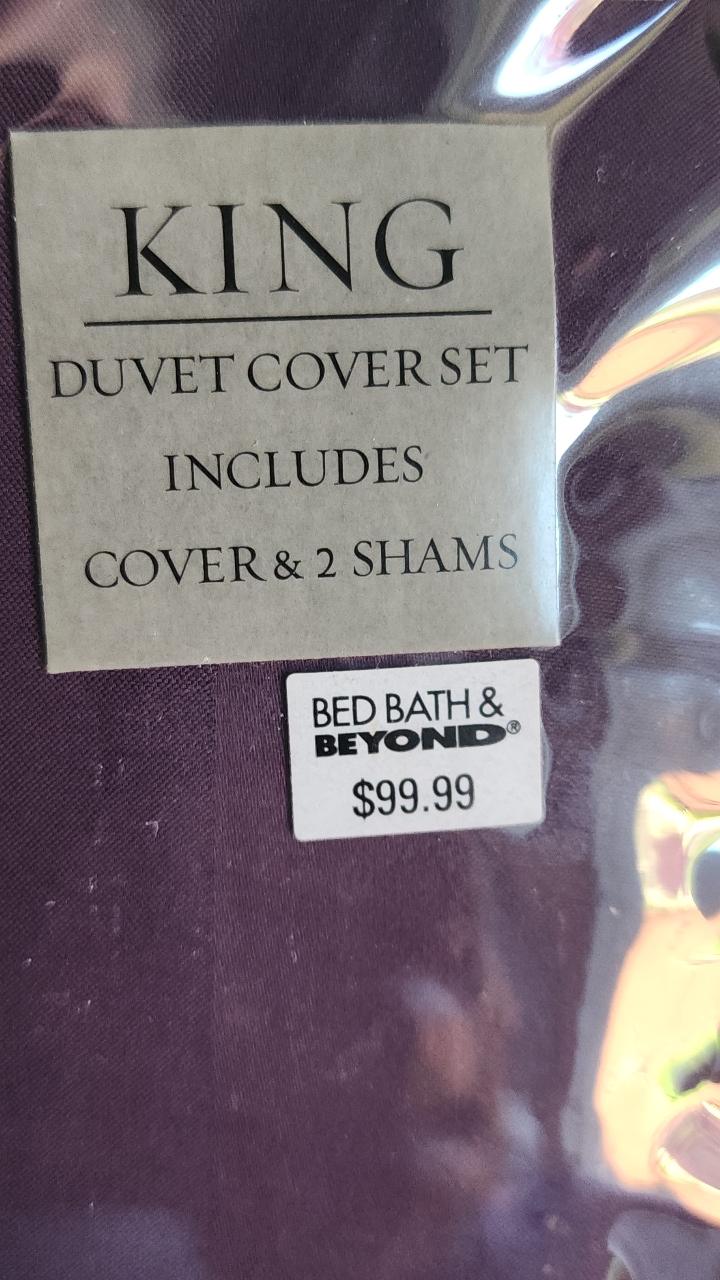 KING
DUVET COVER SET
INCLUDES
COVER & 2 SHAMS
BED BATH &
BEYOND®
$99.99